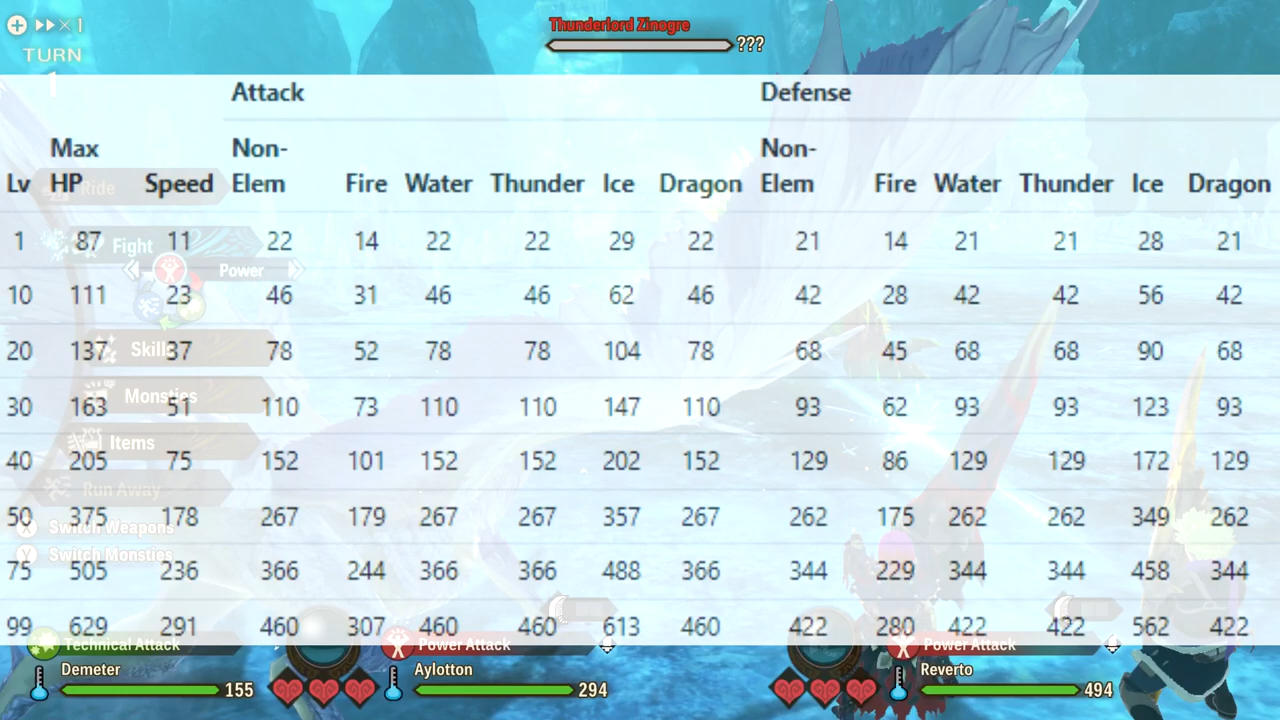 ×1
TURN
1
Thunderlord Zinogre
???
Attack Defense
Max Non- Non-
Lv HP Speed Elem Fire Water Thunder Ice Dragon Elem Fire Water Thunder Ice Dragon
Ride
1 87 11 22 14 22 22 29 22 21 14 21 21 28 21
Fight
Power
10 111 23 46 31 46 46 62 46 42 28 42 42 56 42
20 137 37 78 52 78 78 104 78 68 45 68 68 90 68
Skills
Monsties
30 163 51 110 73 110 110 147 110 93 62 93 93 123 93
Items
40 205 75 152 101 152 152 202 152 129 86 129 129 172 129
Run Away
50 375 178 267 179 267 267 357 267 262 175 262 262 349 262
X Switch Weapons
Y Switch Monsties
75 505 236 366 244 366 366 488 366 344 229 344 344 458 344
99 629 291 460 307 460 460 613 460 422 280 422 422 562 422
Technical Attack Power Attack Power Attack
Demeter Aylotton Reverto
155 294 494